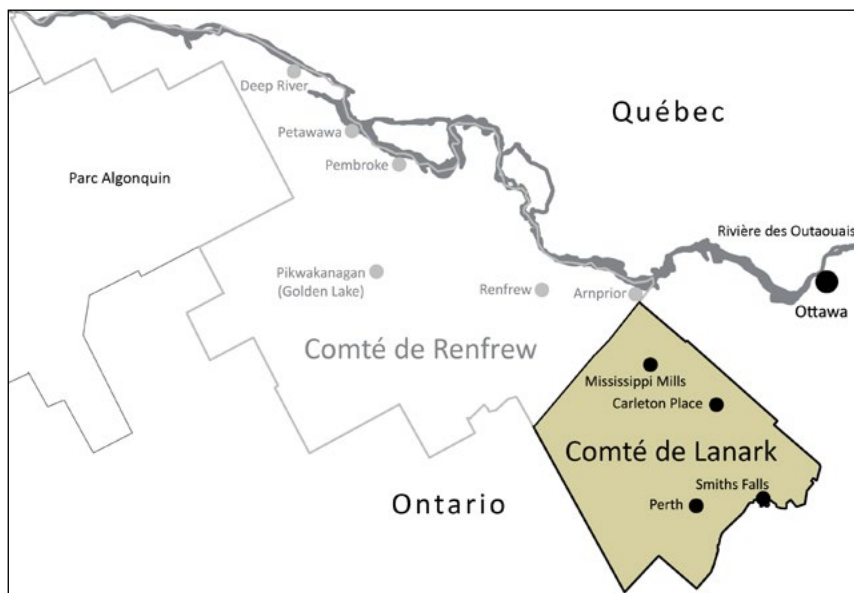 Deep River
Québec
Petawawa
Pembroke
Parc Algonquin
Rivière des Outaouais
Pikwakanagan
(Golden Lake)
Renfrew
Arnprior
Ottawa
Comté de Renfrew
Mississippi Mills
Carleton Place
Comté de Lanark
Smiths Falls
Ontario
Perth